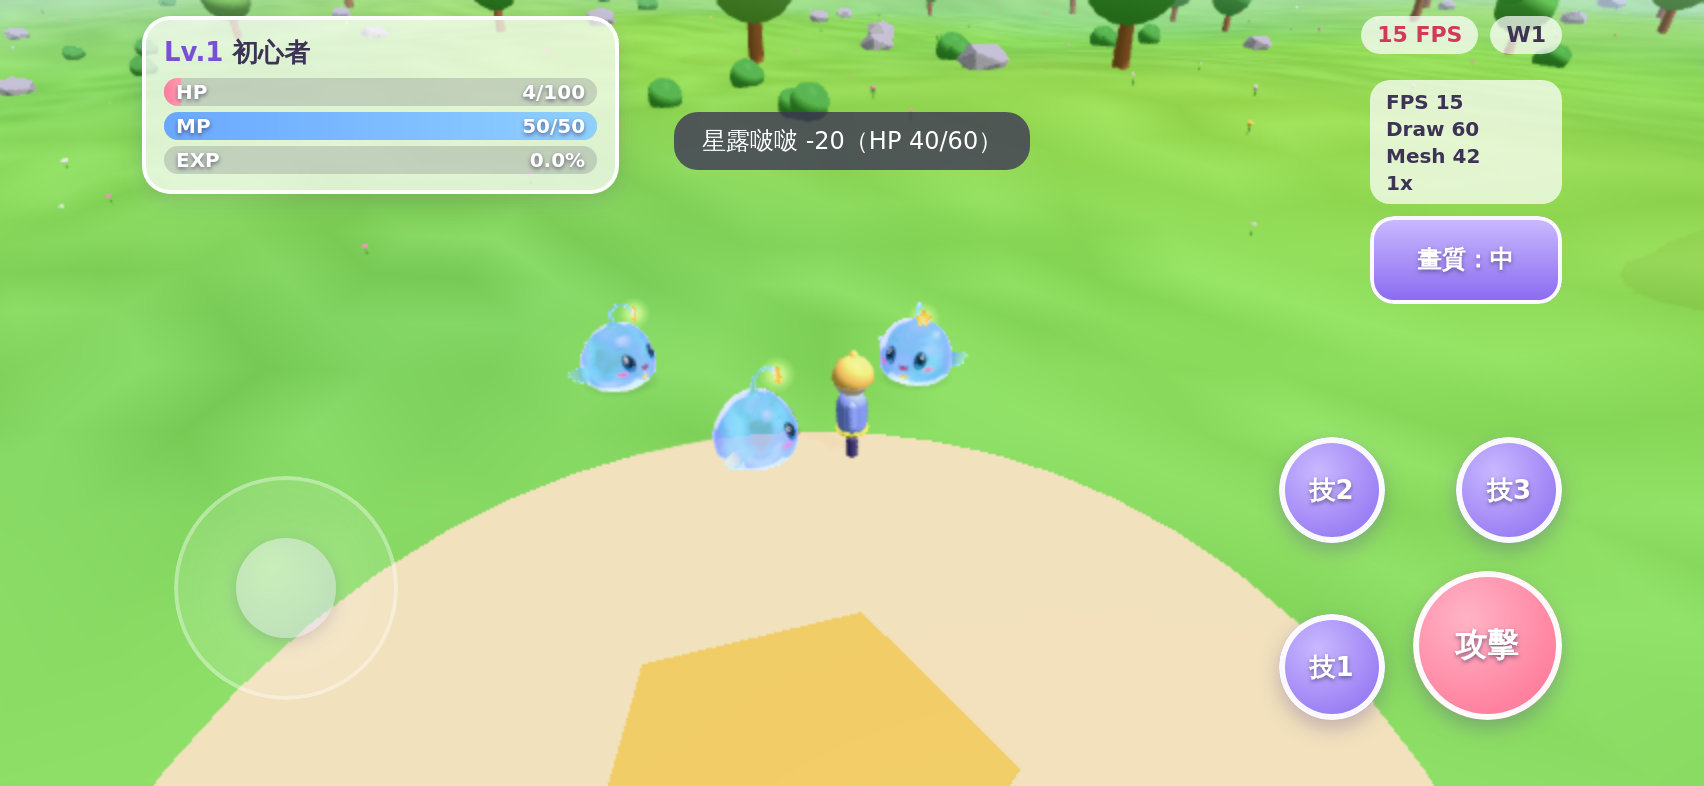 Lv.1 初心者
HP 4/100
MP 50/50
EXP 0.0%
星露啵啵 -20（HP 40/60）
15 FPS
W1
FPS 15
Draw 60
Mesh 42
1x
畫質：中
技2
技3
技1
攻擊